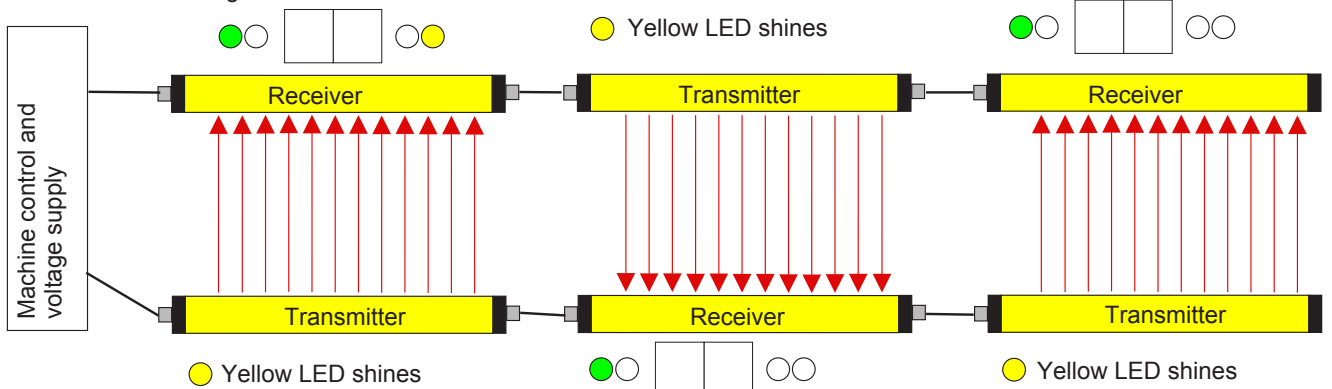 Yellow LED shines
Machine control and
voltage supply
Receiver
Transmitter
Receiver
Transmitter
Receiver
Transmitter
Yellow LED shines
Yellow LED shines